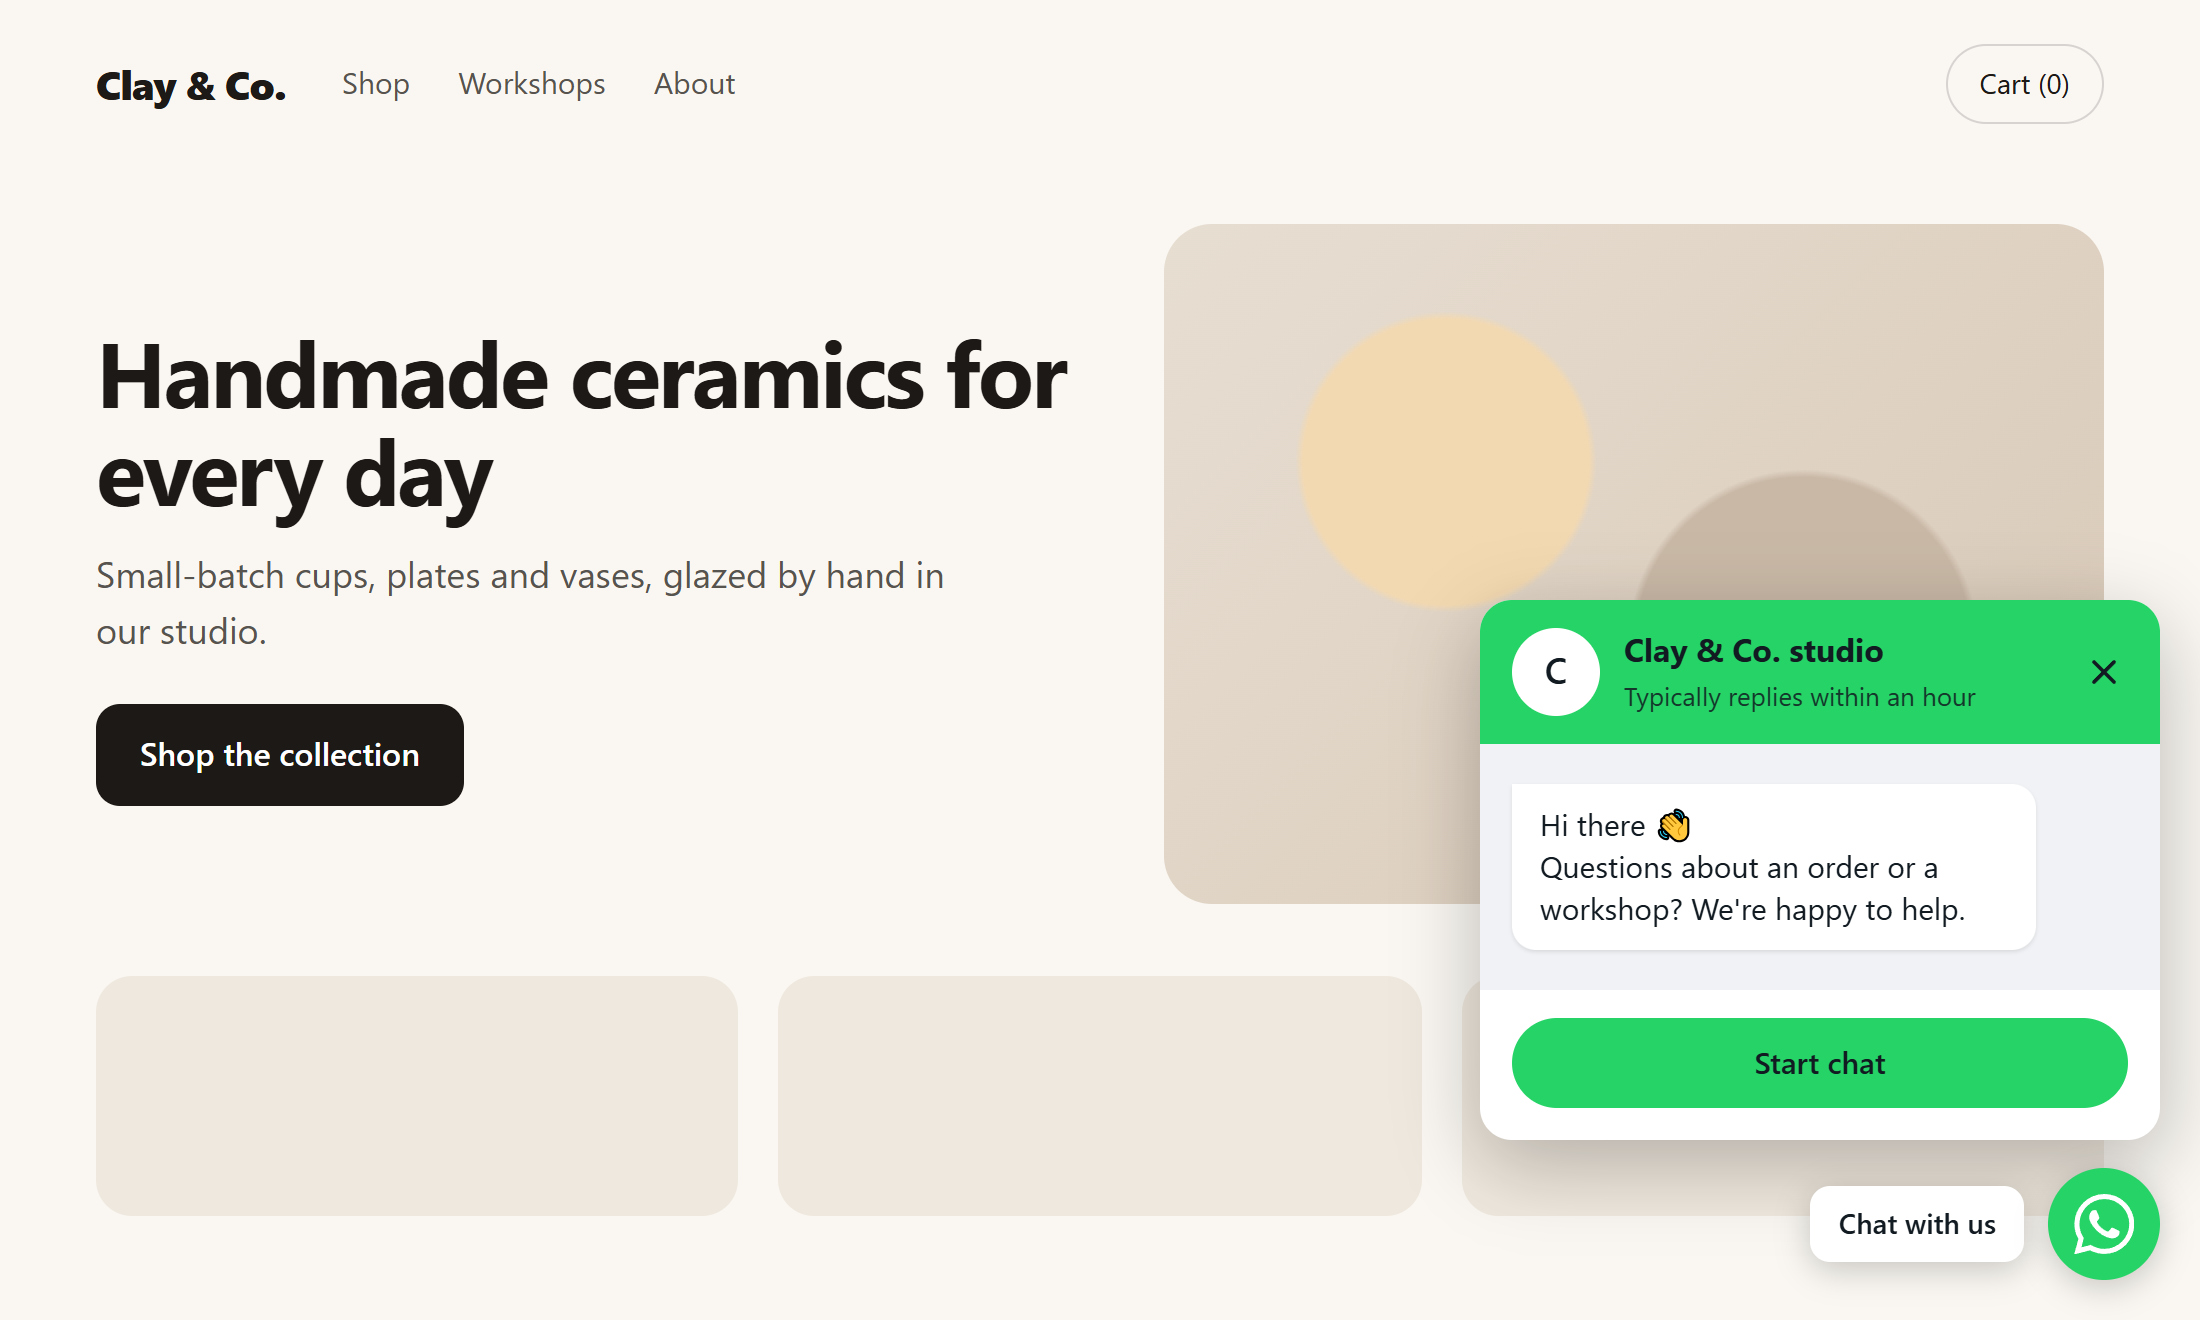 Clay & Co.
Shop
Workshops
About
Cart (0)
Handmade ceramics for
every day
Small-batch cups, plates and vases, glazed by hand in
our studio.
Shop the collection
C
Clay & Co. studio
Typically replies within an hour
Hi there 👋
Questions about an order or a
workshop? We're happy to help.
Start chat
Chat with us